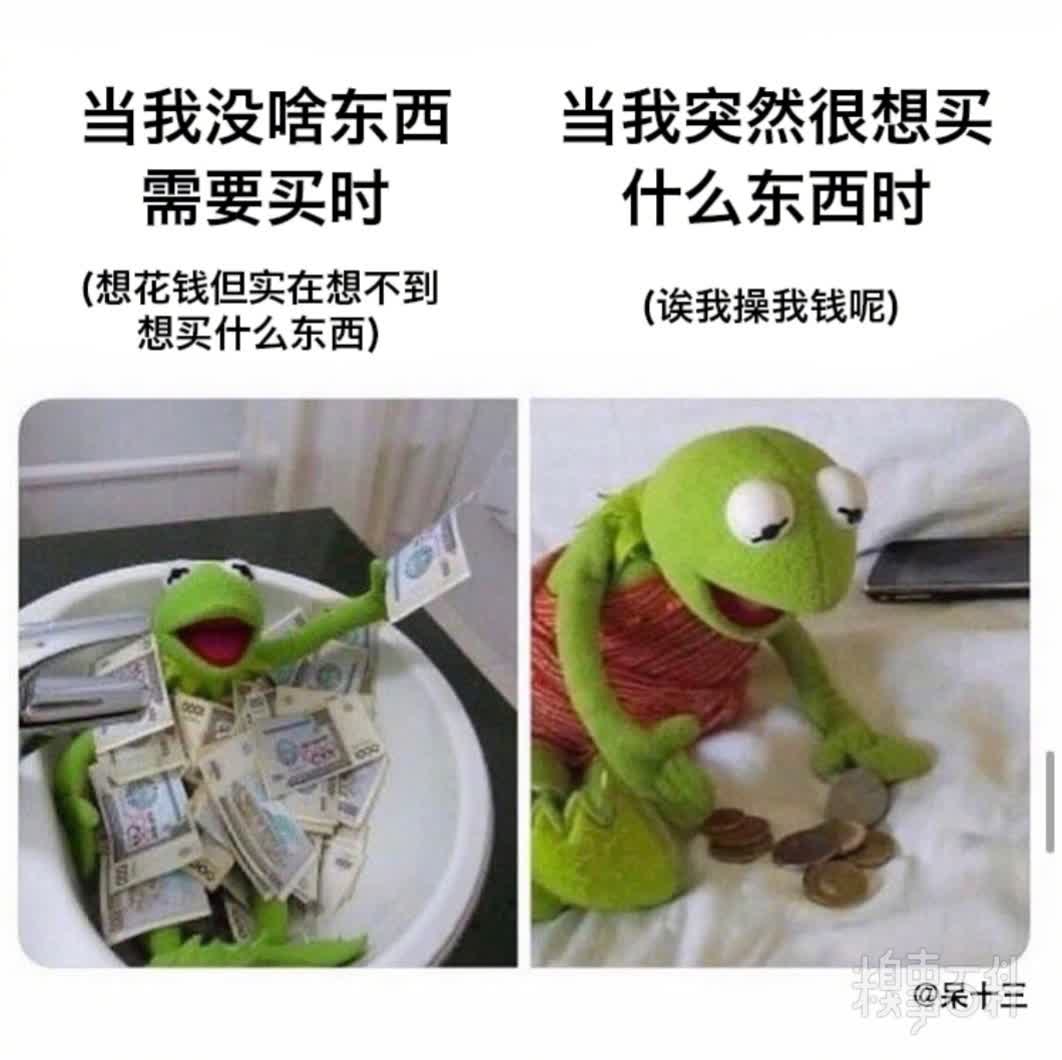 当我没啥东西
需要买时
(想花钱但实在想不到
想买什么东西)
当我突然很想买
什么东西时
(诶我操我钱呢)
@呆十三
糗事百科